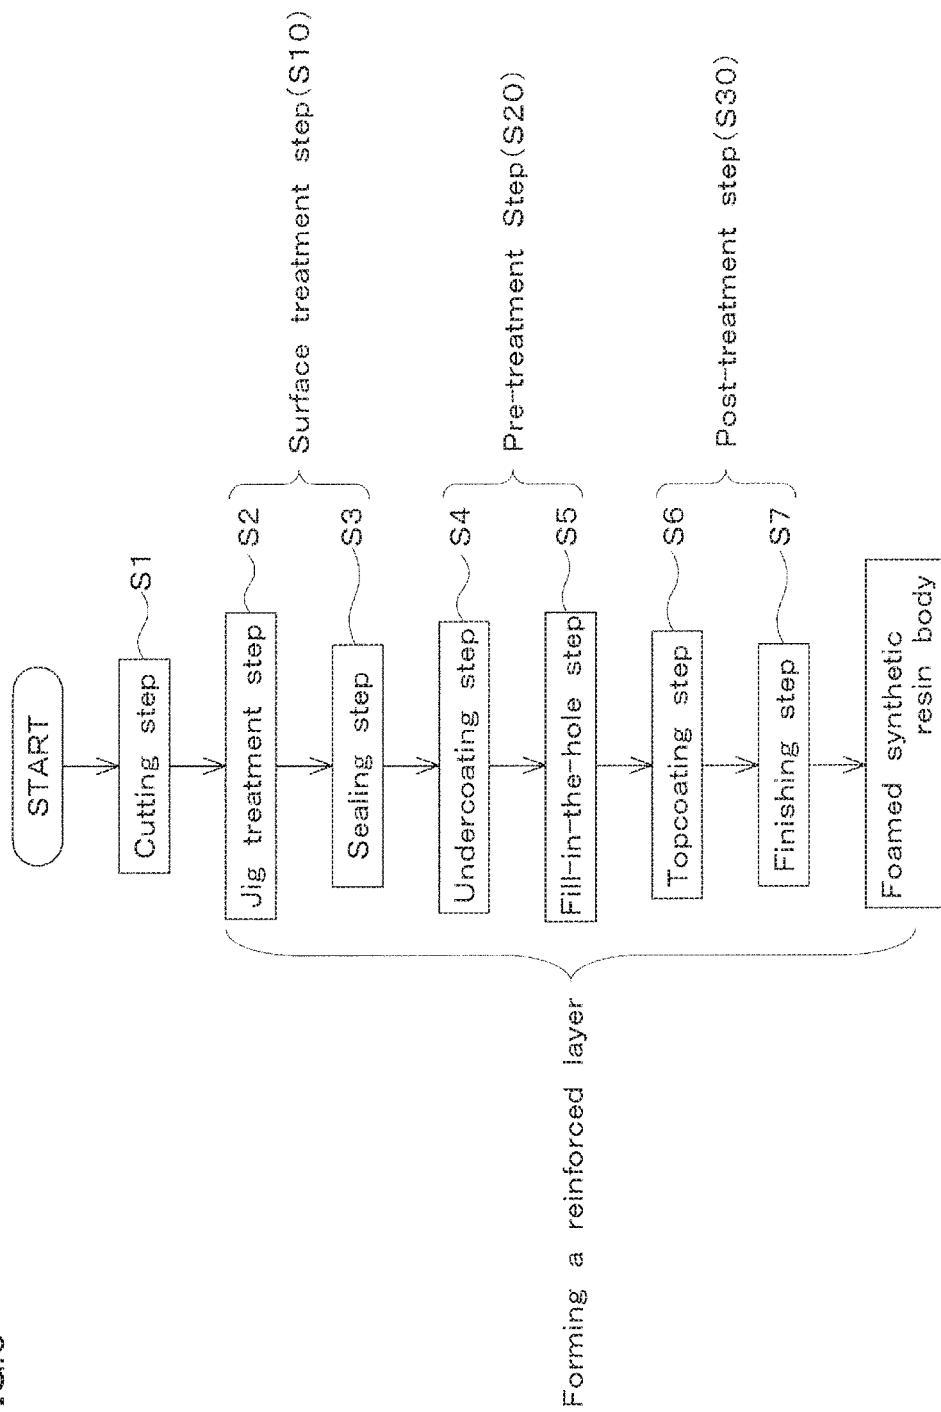 START
Cutting step
S1
Jig treatment step
S2
Sealing step
S3
Surface treatment step(S10)
Undercoating step
S4
Fill-in-the-hole step
S5
Pre-treatment Step(S20)
Topcoating step
S6
Finishing step
S7
Post-treatment step(S30)
Foamed synthetic
resin body
Forming a reinforced layer